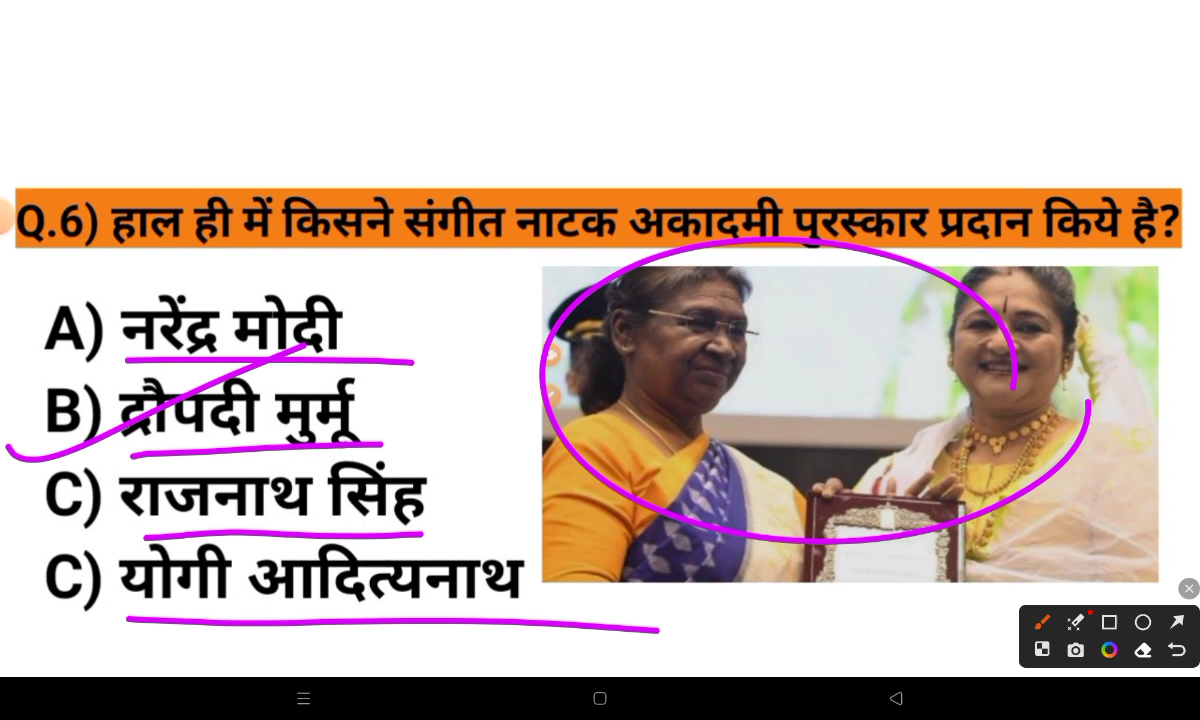 Q.6) हाल ही में किसने संगीत नाटक अकादमी पुरस्कार प्रदान किये है?
A) नरेंद्र मोदी
B) द्रौपदी मुर्मू
C) राजनाथ सिंह
C) योगी आदित्यनाथ